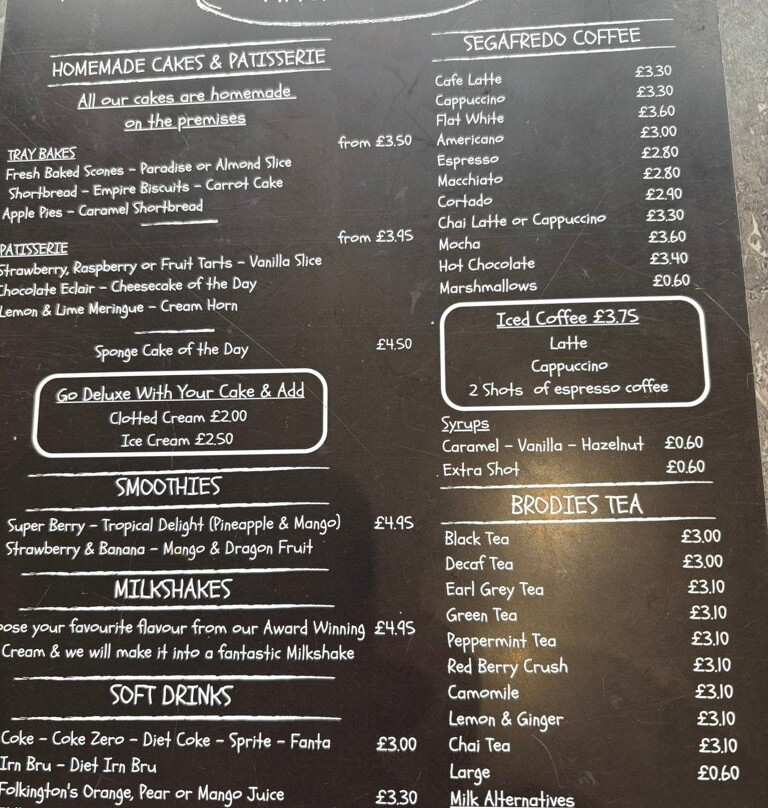 HOMEMADE CAKES & PATISSERIE
All our cakes are homemade
on the premises
TRAY BAKES from £3.50
Fresh Baked Scones - Paradise or Almond Slice
Shortbread - Empire Biscuits - Carrot Cake
Apple Pies - Caramel Shortbread
PATISSERIE from £3.95
Strawberry, Raspberry or Fruit Tarts - Vanilla Slice
Chocolate Eclair - Cheesecake of the Day
Lemon & Lime Meringue - Cream Horn
Sponge Cake of the Day £4.50
Go Deluxe With Your Cake & Add
Clotted Cream £2.00
Ice Cream £2.50
SMOOTHIES
Super Berry - Tropical Delight (Pineapple & Mango) £4.95
Strawberry & Banana - Mango & Dragon Fruit
MILKSHAKES
oose your favourite flavour from our Award Winning £4.95
Cream & we will make it into a fantastic Milkshake
SOFT DRINKS
Coke - Coke Zero - Diet Coke - Sprite - Fanta £3.00
Irn Bru - Diet Irn Bru
Folkington's Orange, Pear or Mango Juice £3.30
SEGAFREDO COFFEE
Cafe Latte £3.30
Cappuccino £3.30
Flat White £3.60
Americano £3.00
Espresso £2.80
Macchiato £2.80
Cortado £2.90
Chai Latte or Cappuccino £3.30
Mocha £3.60
Hot Chocolate £3.40
Marshmallows £0.60
Iced Coffee £3.75
Latte
Cappuccino
2 Shots of espresso coffee
Syrups
Caramel - Vanilla - Hazelnut £0.60
Extra Shot £0.60
BRODIES TEA
Black Tea £3.00
Decaf Tea £3.00
Earl Grey Tea £3.10
Green Tea £3.10
Peppermint Tea £3.10
Red Berry Crush £3.10
Camomile £3.10
Lemon & Ginger £3.10
Chai Tea £3.10
Large £0.60
Milk Alternatives